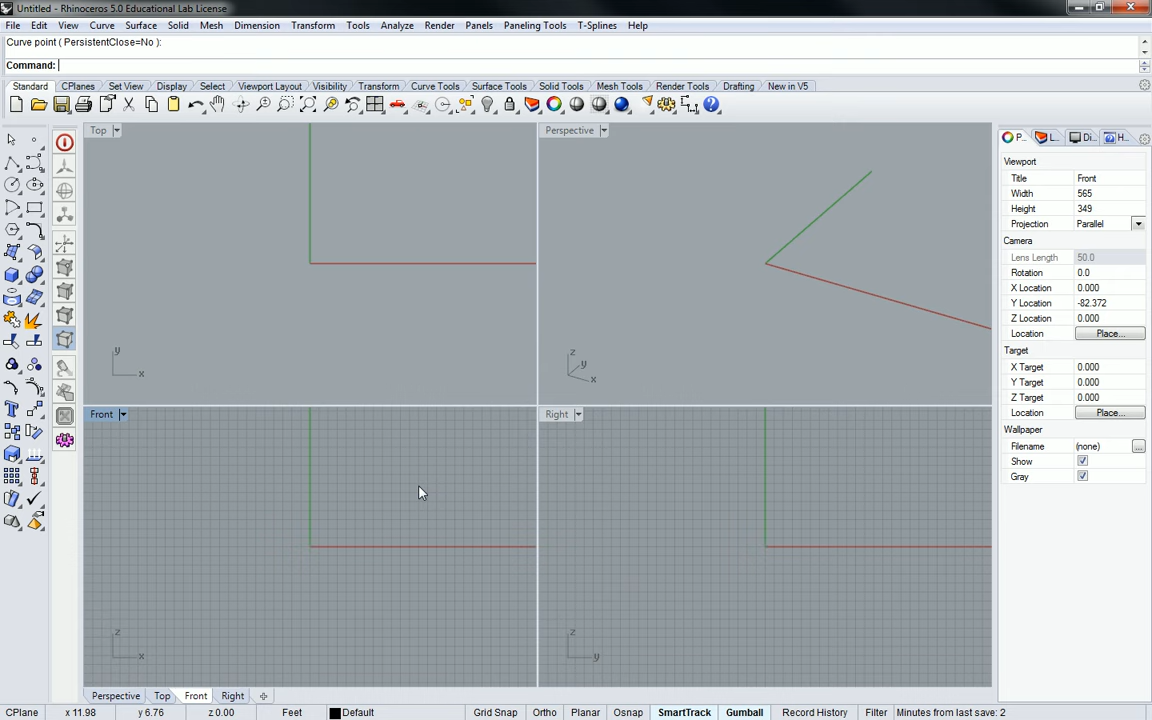 Untitled - Rhinoceros 5.0 Educational Lab License
File Edit View Curve Surface Solid Mesh Dimension Transform Tools Analyze Render Panels Paneling Tools T-Splines Help
Curve point ( PersistentClose=No ):
Command:
Standard CPlanes Set View Display Select Viewport Layout Visibility Transform Curve Tools Surface Tools Solid Tools Mesh Tools Render Tools Drafting New in V5
Top
Perspective
P... L... Di... H...
Viewport
Title Front
Width 565
Height 349
Projection Parallel
Camera
Lens Length 50.0
Rotation 0.0
X Location 0.000
Y Location -82.372
Z Location 0.000
Location Place...
Target
X Target 0.000
Y Target 0.000
Z Target 0.000
Location Place...
Wallpaper
Filename (none) ...
Show
Gray
y
x
z
y
x
Front
Right
z
x
z
y
Perspective Top Front Right
CPlane x 11.98 y 6.76 z 0.00 Feet Default Grid Snap Ortho Planar Osnap SmartTrack Gumball Record History Filter Minutes from last save: 2